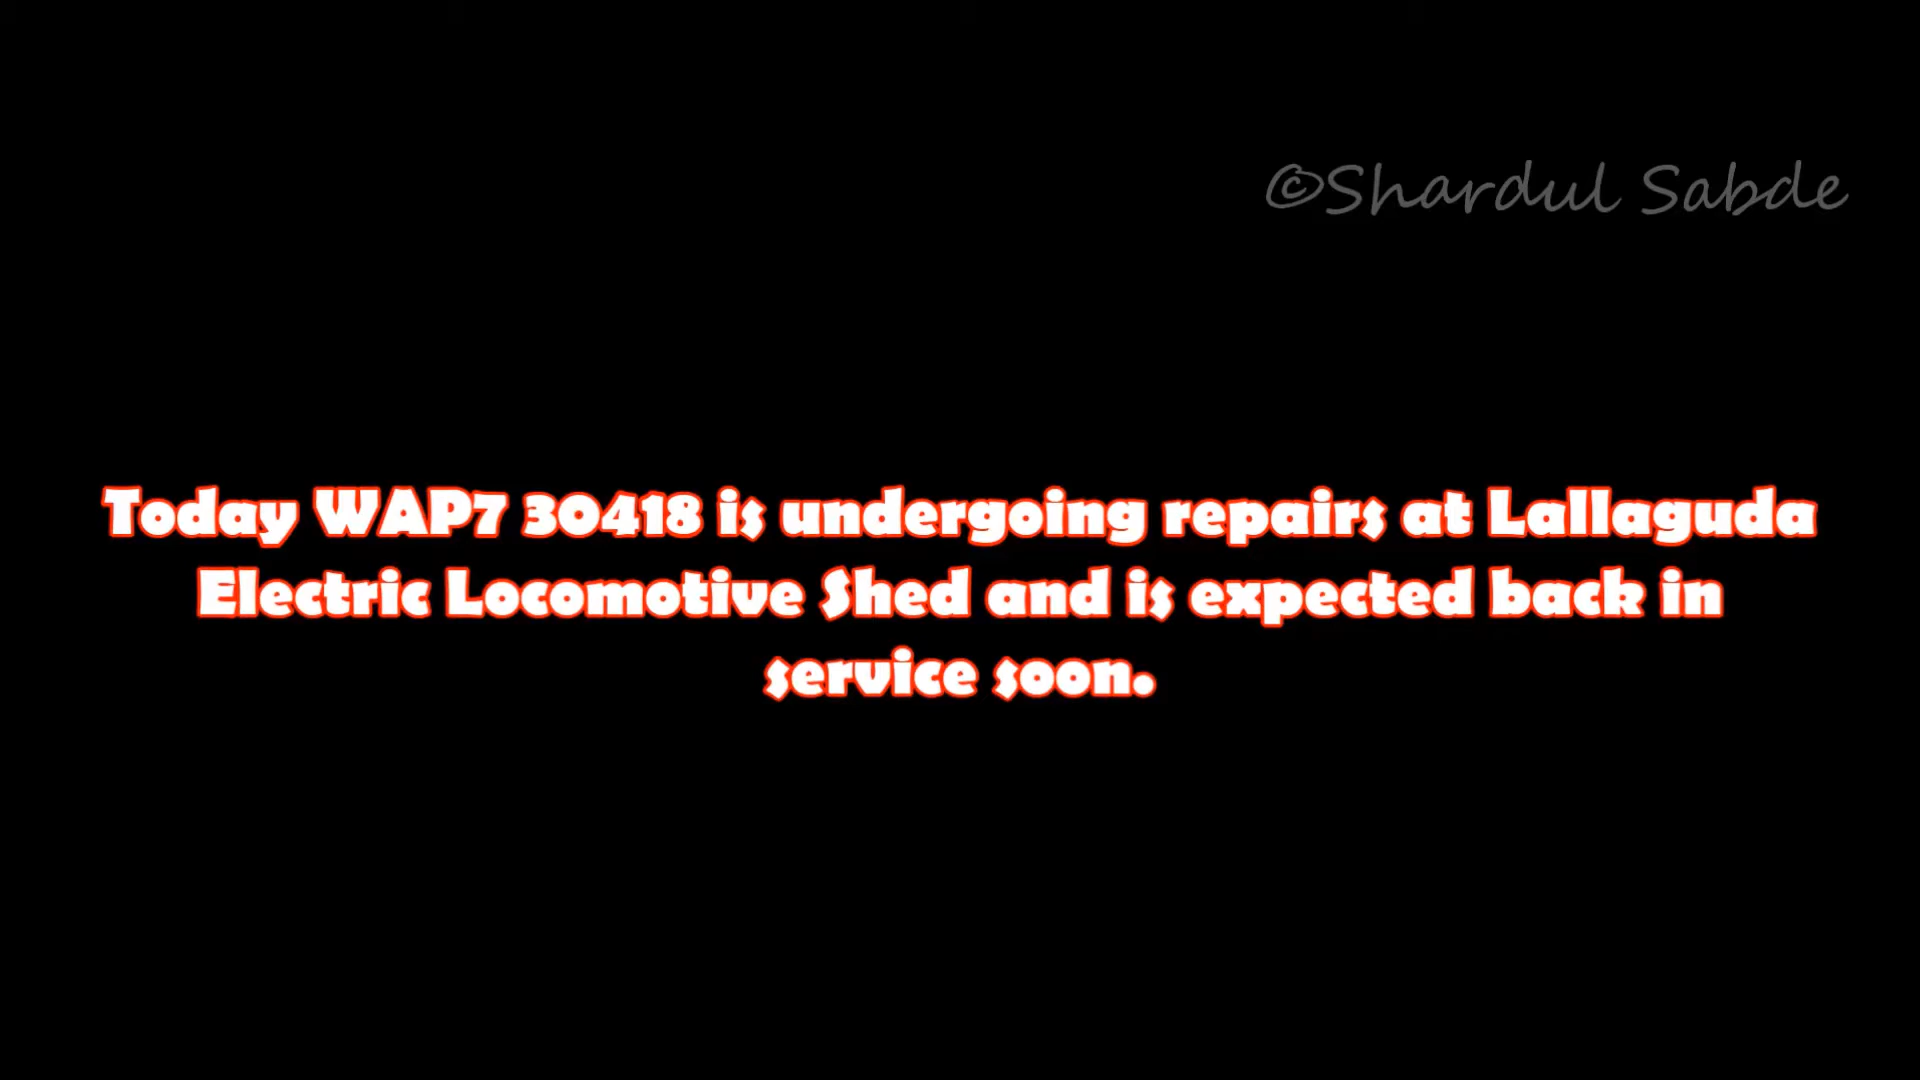 ©Shardul Sabde
Today WAP7 30418 is undergoing repairs at Lallaguda
Electric Locomotive Shed and is expected back in
service soon.